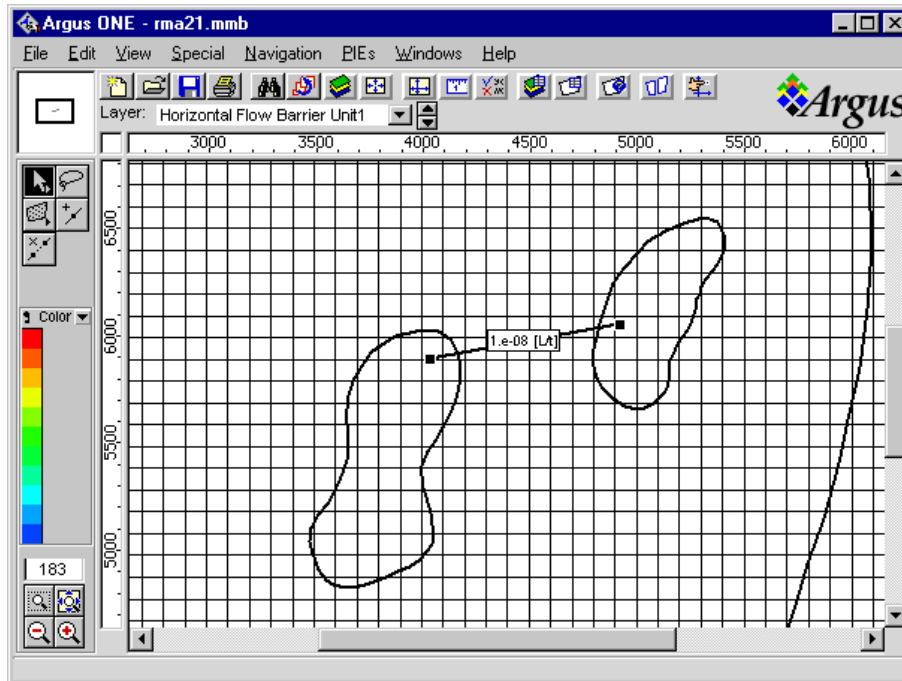 Argus ONE - rma21.mmb
File Edit View Special Navigation PIEs Windows Help
Layer: Horizontal Flow Barrier Unit1
Argus
3000 3500 4000 4500 5000 5500 6000
6500
6000
5500
5000
1.e-08 [L/t]
Color
183